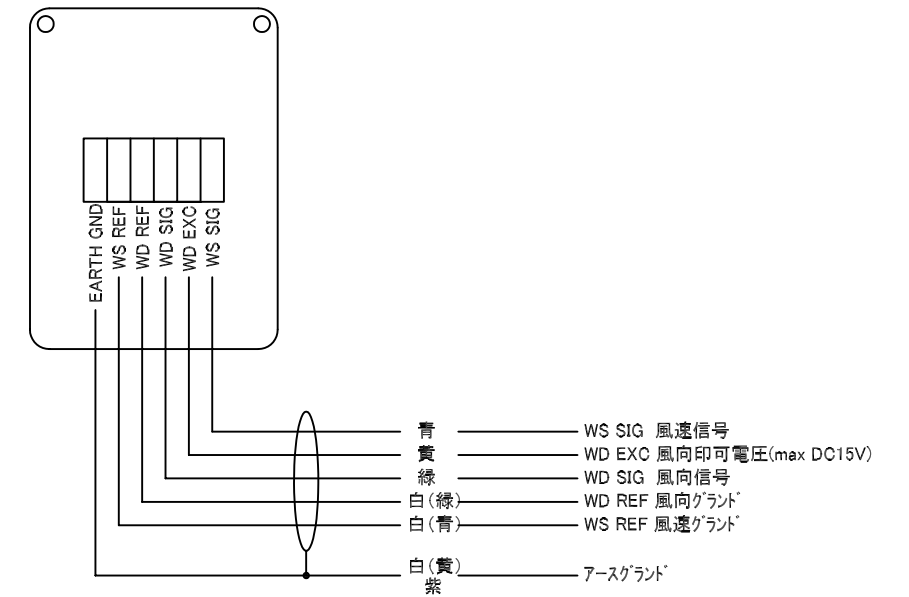 EARTH GND
WS REF
WD REF
WD SIG
WD EXC
WS SIG
青 WS SIG 風速信号
黄 WD EXC 風向印可電圧(max DC15V)
緑 WD SIG 風向信号
白(緑) WD REF 風向グランド
白(青) WS REF 風速グランド
白(黄) アースグランド
紫